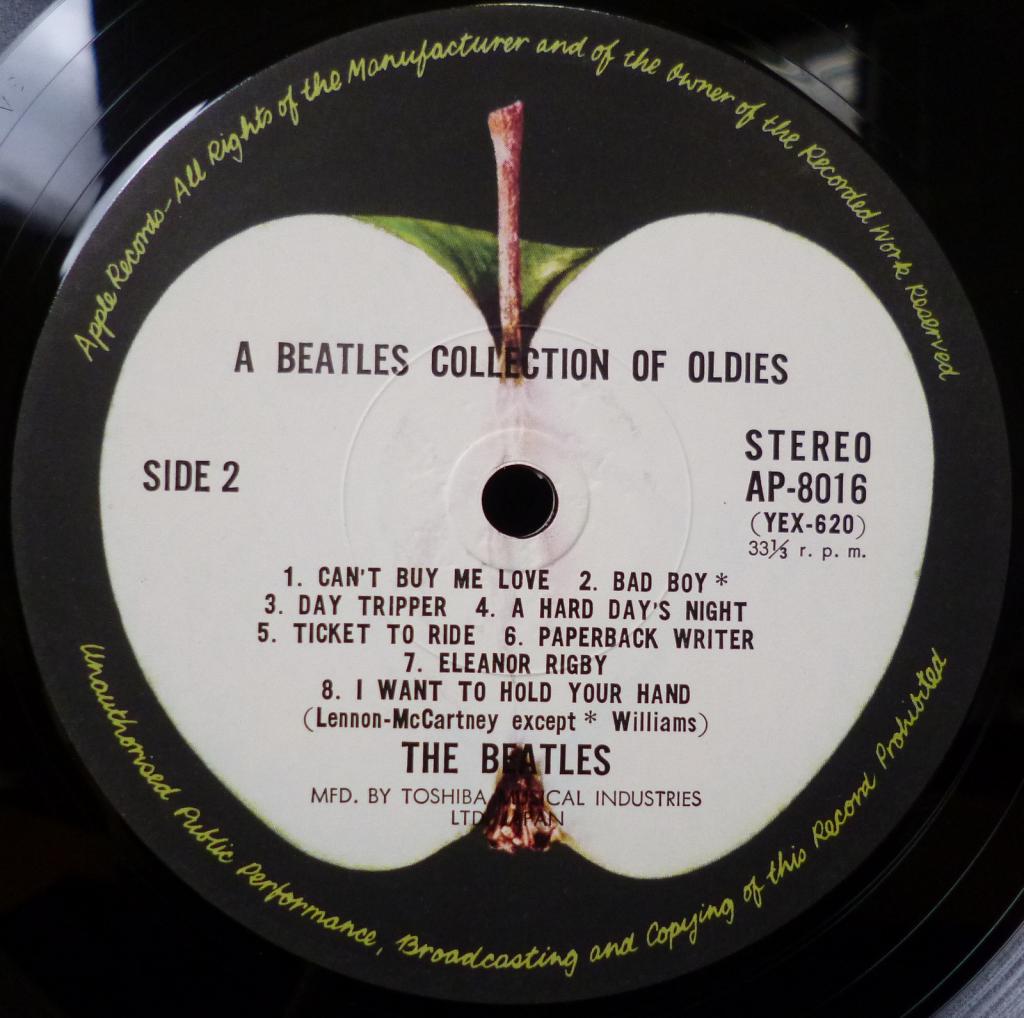 Apple Records-All Rights of the Manufacturer and of the Owner of the Recorded Work Reserved
A BEATLES COLLECTION OF OLDIES
SIDE 2
STEREO
AP-8016
(YEX-620)
33⅓ r. p. m.
1. CAN'T BUY ME LOVE 2. BAD BOY *
3. DAY TRIPPER 4. A HARD DAY'S NIGHT
5. TICKET TO RIDE 6. PAPERBACK WRITER
7. ELEANOR RIGBY
8. I WANT TO HOLD YOUR HAND
(Lennon-McCartney except * Williams)
THE BEATLES
MFD. BY TOSHIBA MUSICAL INDUSTRIES
LTD. JAPAN
Unauthorised Public Performance, Broadcasting and Copying of this Record Prohibited